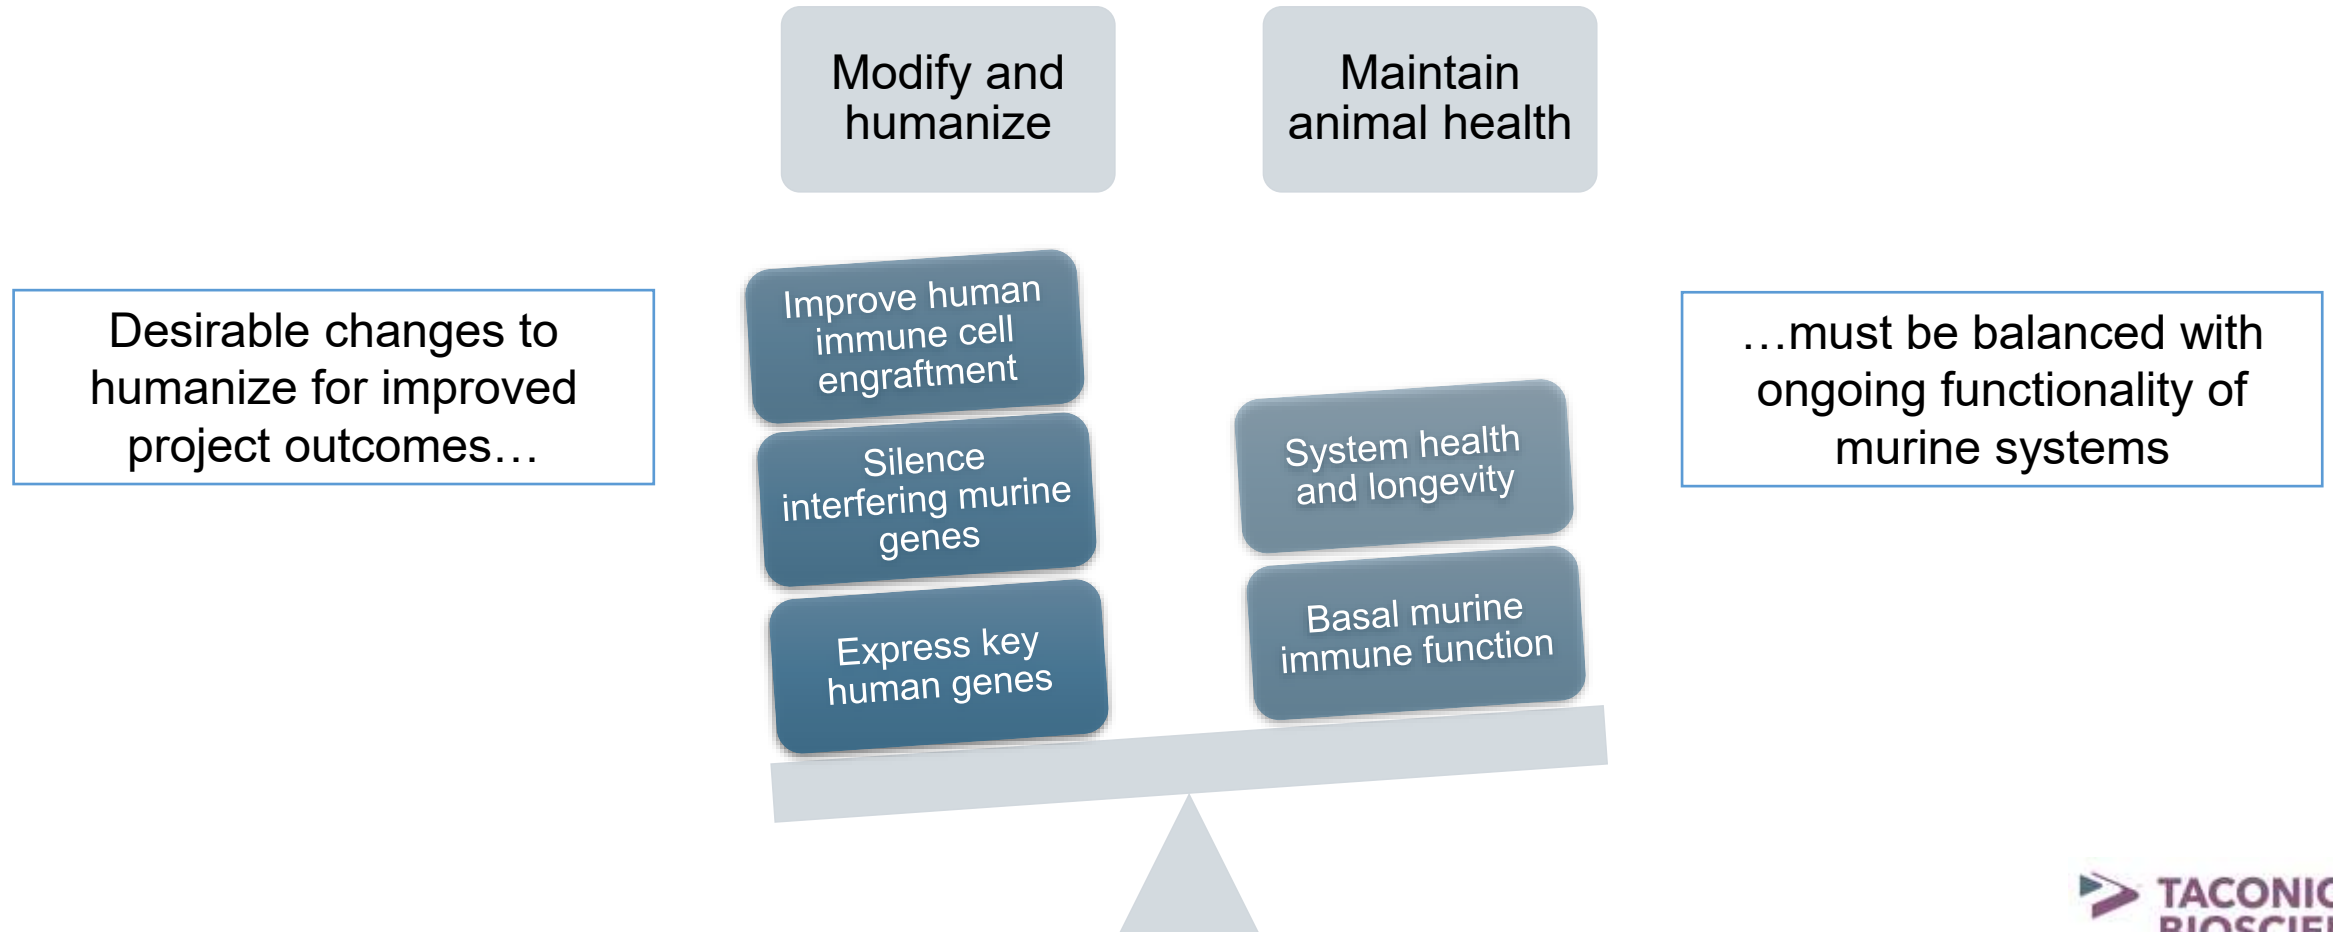 Modify and
humanize
Maintain
animal health
Desirable changes to
humanize for improved
project outcomes…
Improve human
immune cell
engraftment
Silence
interfering murine
genes
Express key
human genes
System health
and longevity
Basal murine
immune function
…must be balanced with
ongoing functionality of
murine systems
TACONIC